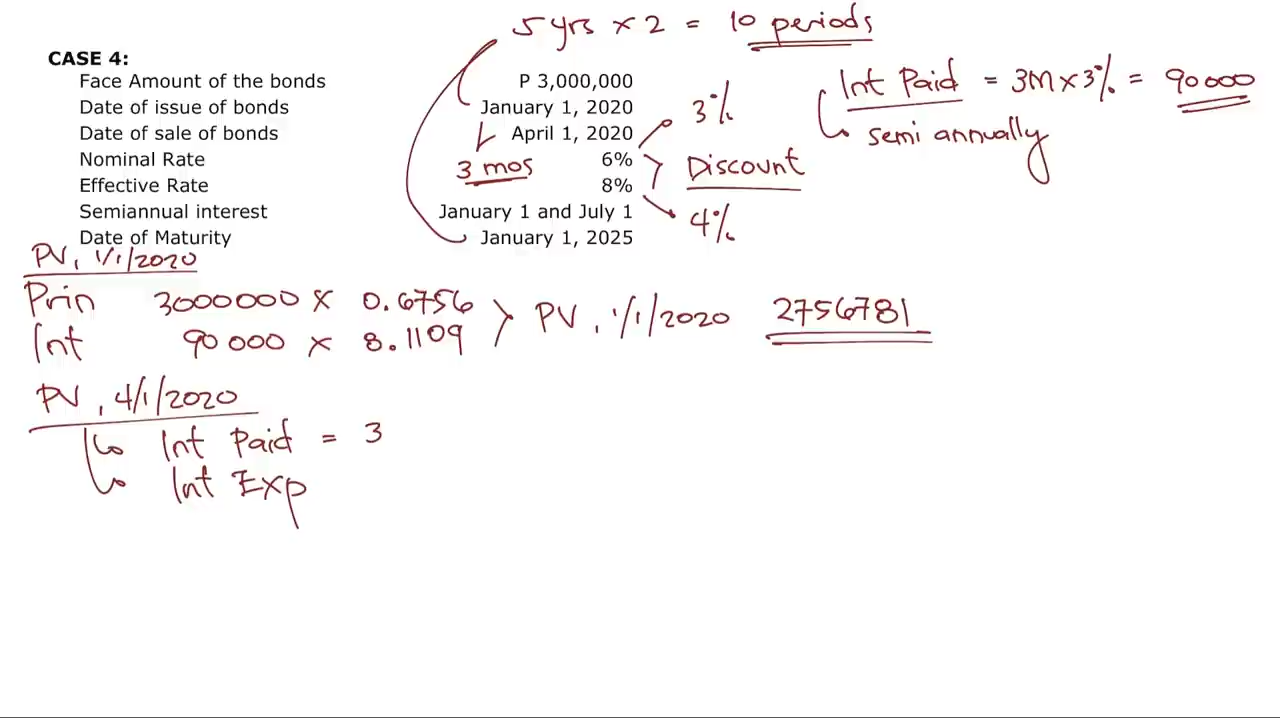 5 yrs x 2 = 10 periods
CASE 4:
Face Amount of the bonds P 3,000,000
Date of issue of bonds January 1, 2020
Date of sale of bonds April 1, 2020
Nominal Rate 6%
Effective Rate 8%
Semiannual interest January 1 and July 1
Date of Maturity January 1, 2025
3 mos
3%
Discount
4%
Int Paid = 3M x 3% = 90000
semi annually
PV, 1/1/2020
Prin 3000000 x 0.6756
Int 90000 x 8.1109
PV, 1/1/2020 2756781
PV, 4/1/2020
Int Paid = 3
Int Exp